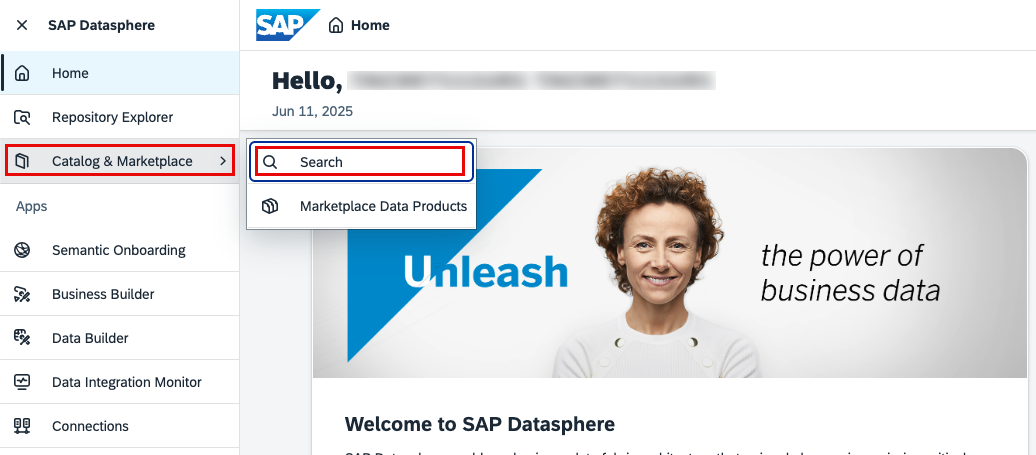 SAP Datasphere
SAP Home
Home
Hello,
Jun 11, 2025
Repository Explorer
Catalog & Marketplace
Search
Marketplace Data Products
Apps
Semantic Onboarding
Business Builder
Data Builder
Data Integration Monitor
Connections
Unleash
the power of
business data
Welcome to SAP Datasphere